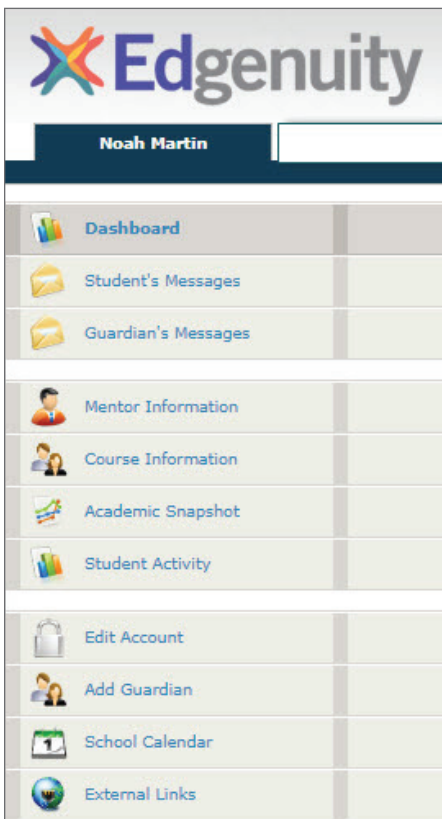 Edgenuity
Noah Martin
Dashboard
Student's Messages
Guardian's Messages
Mentor Information
Course Information
Academic Snapshot
Student Activity
Edit Account
Add Guardian
1
School Calendar
External Links